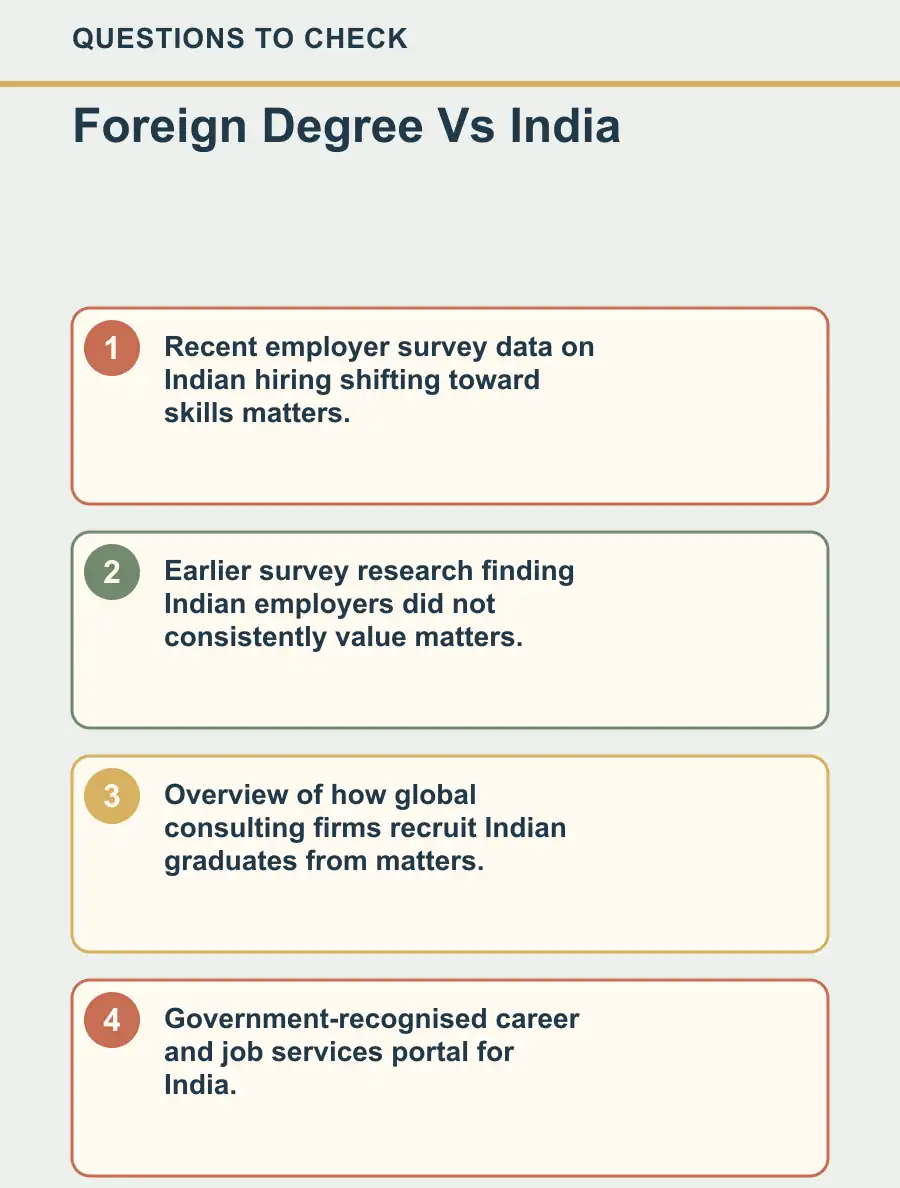 QUESTIONS TO CHECK
Foreign Degree Vs India
1
Recent employer survey data on
Indian hiring shifting toward
skills matters.
2
Earlier survey research finding
Indian employers did not
consistently value matters.
3
Overview of how global
consulting firms recruit Indian
graduates from matters.
4
Government-recognised career
and job services portal for
India.